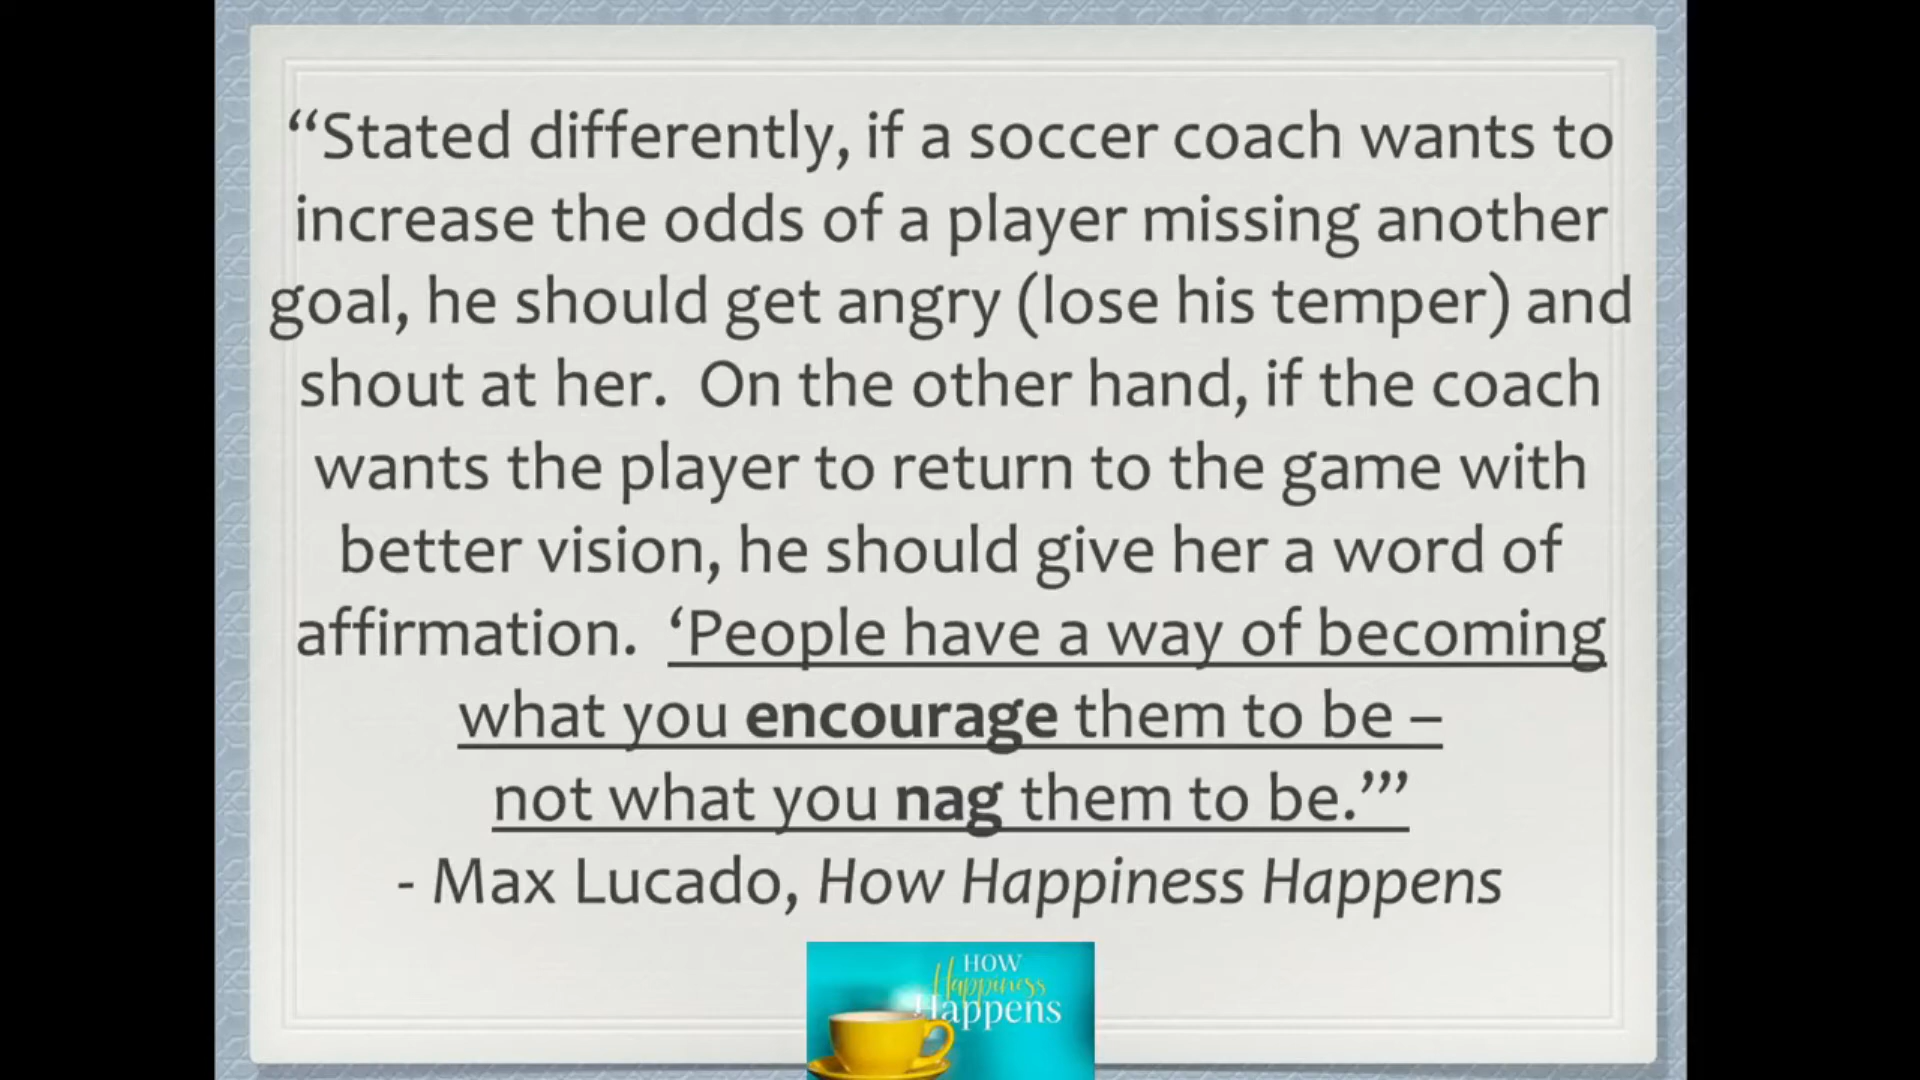 “Stated differently, if a soccer coach wants to
increase the odds of a player missing another
goal, he should get angry (lose his temper) and
shout at her.  On the other hand, if the coach
wants the player to return to the game with
better vision, he should give her a word of
affirmation.  ‘People have a way of becoming
what you encourage them to be –
not what you nag them to be.’”
- Max Lucado, How Happiness Happens
HOW
Happiness
Happens